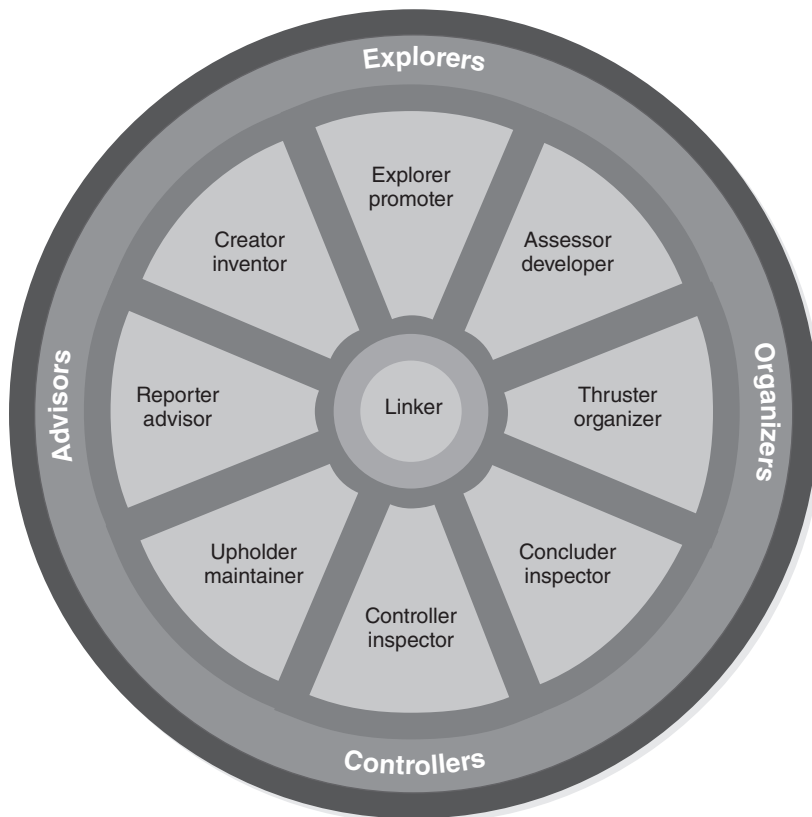 Explorers
Explorer
promoter
Creator
inventor
Assessor
developer
Advisors
Reporter
advisor
Linker
Thruster
organizer
Organizers
Upholder
maintainer
Concluder
inspector
Controller
inspector
Controllers